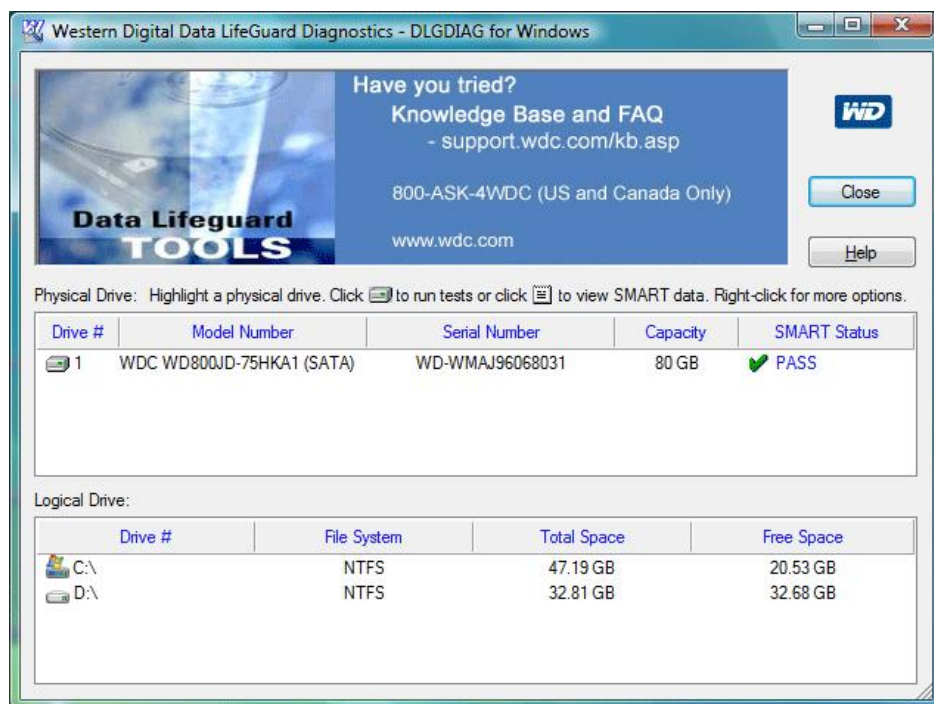 Western Digital Data LifeGuard Diagnostics - DLGDIAG for Windows
Have you tried?
Knowledge Base and FAQ
- support.wdc.com/kb.asp
800-ASK-4WDC (US and Canada Only)
www.wdc.com
Data Lifeguard
TOOLS
WD
Close
Help
Physical Drive: Highlight a physical drive. Click to run tests or click to view SMART data. Right-click for more options.
Drive # Model Number Serial Number Capacity SMART Status
1 WDC WD800JD-75HKA1 (SATA) WD-WMAJ96068031 80 GB PASS
Logical Drive:
Drive # File System Total Space Free Space
C:\ NTFS 47.19 GB 20.53 GB
D:\ NTFS 32.81 GB 32.68 GB